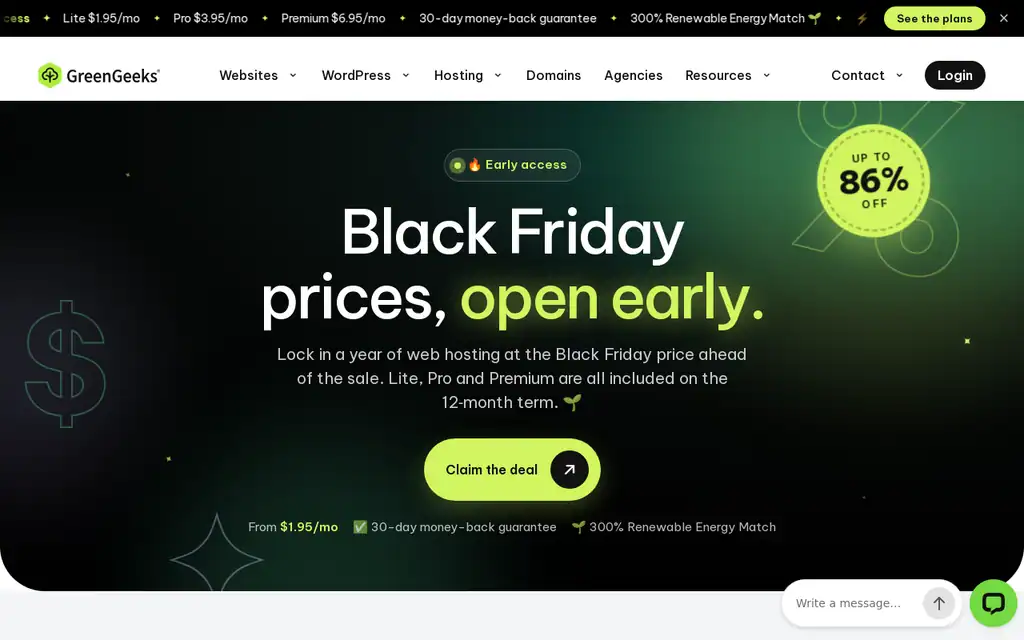 cess ✦ Lite $1.95/mo ✦ Pro $3.95/mo ✦ Premium $6.95/mo ✦ 30-day money-back guarantee ✦ 300% Renewable Energy Match 🌱 ✦ ⚡ See the plans ✕
GreenGeeks® Websites WordPress Hosting Domains Agencies Resources Contact Login
UP TO
86%
OFF
🔥 Early access
Black Friday
prices, open early.
Lock in a year of web hosting at the Black Friday price ahead
of the sale. Lite, Pro and Premium are all included on the
12-month term. 🌱
$
%
Claim the deal
From $1.95/mo ✅ 30-day money-back guarantee 🌱 300% Renewable Energy Match
Write a message...